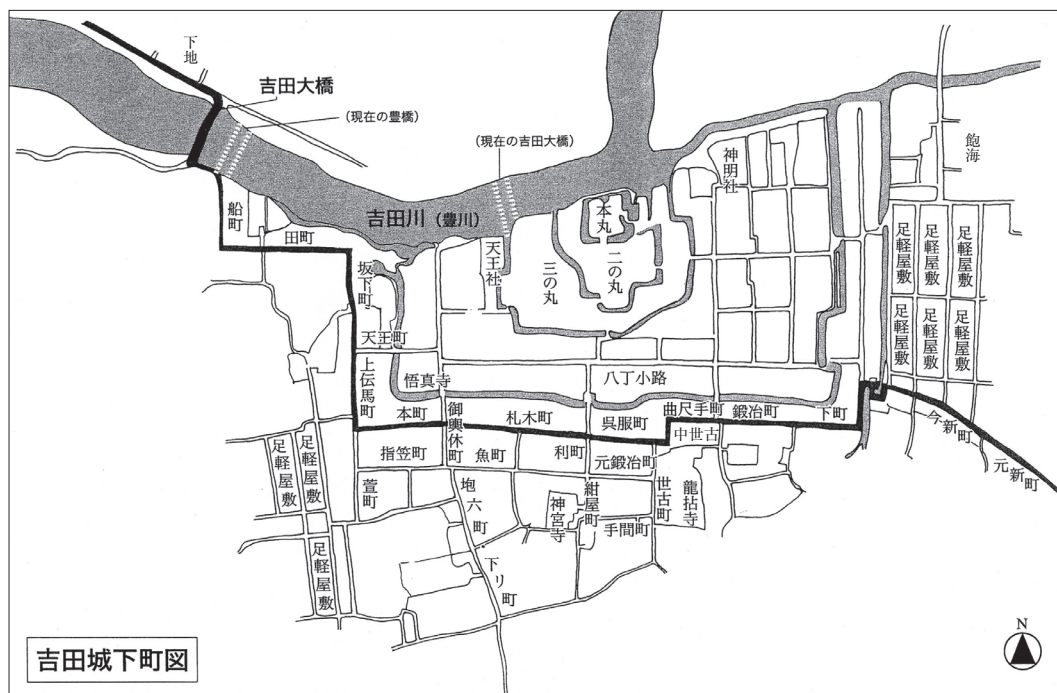 下地
吉田大橋
(現在の豊橋)
(現在の吉田大橋)
吉田川(豊川)
船町
田町
坂下町
天王社
三の丸
二の丸
本丸
神明社
飽海
足軽屋敷
足軽屋敷
足軽屋敷
足軽屋敷
足軽屋敷
足軽屋敷
天王町
上伝馬町
悟真寺
八丁小路
本町
御輿休町
札木町
呉服町
曲尺手町
鍛冶町
下町
今新町
元新町
指笠町
魚町
利町
元鍛冶町
中世古
足軽屋敷
足軽屋敷
萱町
坳六町
神宮寺
紺屋町
世古町
龍拈寺
手間町
足軽屋敷
下リ町
吉田城下町図
N